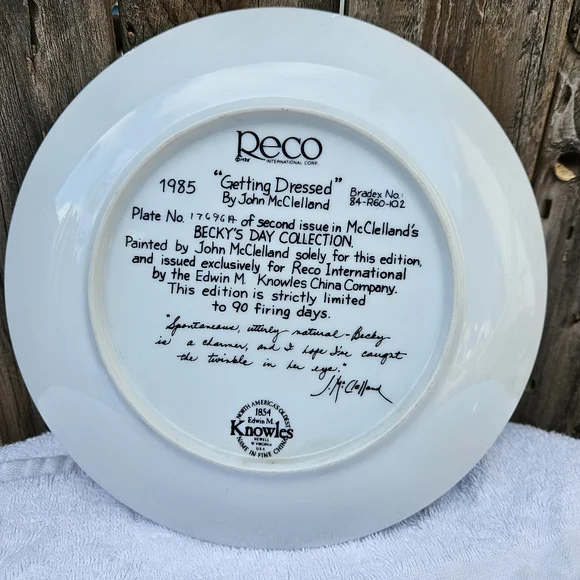 Reco
INTERNATIONAL CORP.
1985 "Getting Dressed" Bradex No:
By John McClelland 84-R60-10.2
Plate No. 17696A of second issue in McClelland's
BECKY'S DAY COLLECTION.
Painted by John McClelland solely for this edition,
and issued exclusively for Reco International
by the Edwin M. Knowles China Company.
This edition is strictly limited
to 90 firing days.
"Spontaneous, utterly natural-Becky
is a charmer, and I hope I've caught
the twinkle in her eye."
J. McClelland
NORTH AMERICA'S OLDEST
1854
Edwin M.
Knowles
NEWELL
W VIRGINIA
U.S.A.
NAME IN FINE CHINA